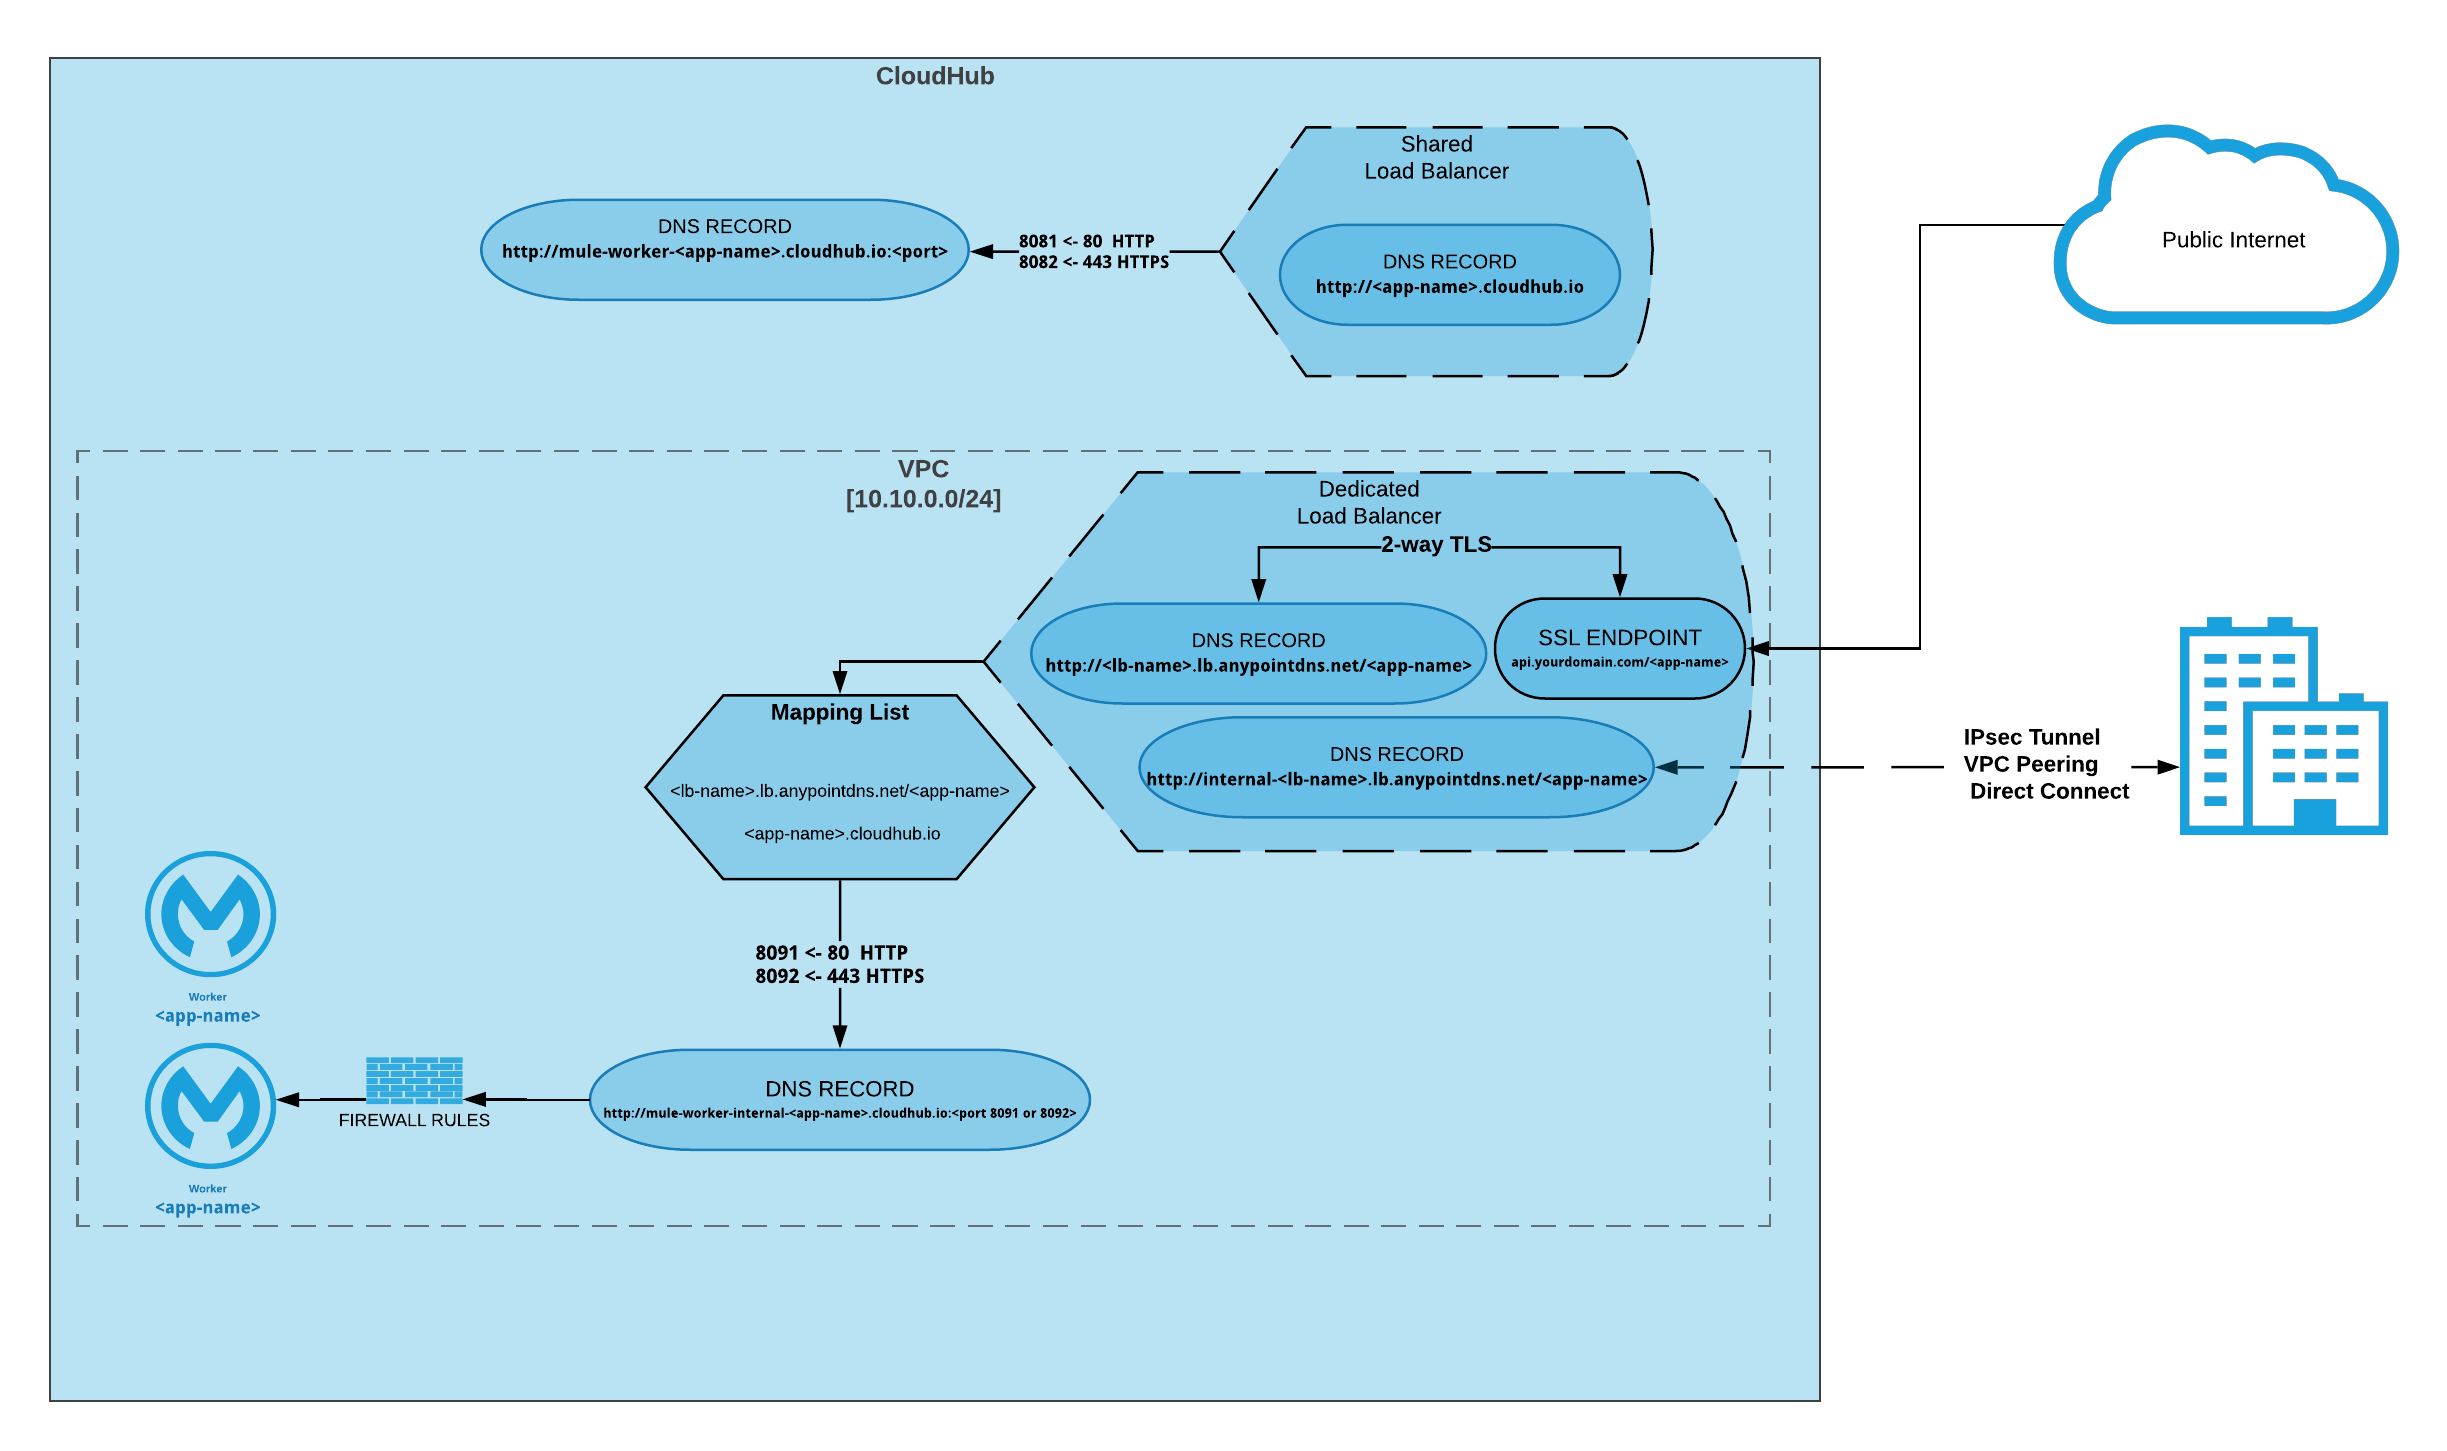 CloudHub
Shared
Load Balancer
DNS RECORD
http://mule-worker-<app-name>.cloudhub.io:<port>
8081 <- 80  HTTP
8082 <- 443 HTTPS
DNS RECORD
http://<app-name>.cloudhub.io
Public Internet
VPC
[10.10.0.0/24]
Dedicated
Load Balancer
2-way TLS
DNS RECORD
http://<lb-name>.lb.anypointdns.net/<app-name>
SSL ENDPOINT
api.yourdomain.com/<app-name>
DNS RECORD
http://internal-<lb-name>.lb.anypointdns.net/<app-name>
IPsec Tunnel
VPC Peering
Direct Connect
Mapping List
<lb-name>.lb.anypointdns.net/<app-name>
<app-name>.cloudhub.io
8091 <- 80  HTTP
8092 <- 443 HTTPS
Worker
<app-name>
DNS RECORD
http://mule-worker-internal-<app-name>.cloudhub.io:<port 8091 or 8092>
FIREWALL RULES
Worker
<app-name>